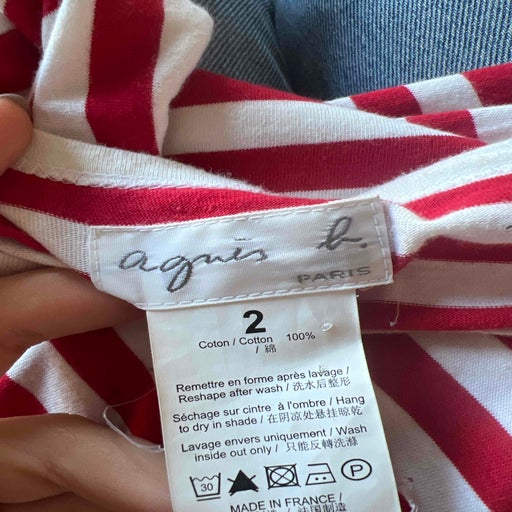 agnès b.
PARIS
2
Coton / Cotton 100%
/ 綿
Remettre en forme après lavage /
Reshape after wash / 洗水后整形
Séchage sur cintre à l'ombre / Hang
to dry in shade / 在阴凉处悬挂晾乾
Lavage envers uniquement / Wash
inside out only / 只能反轉洗滌
30 P
MADE IN FRANCE /